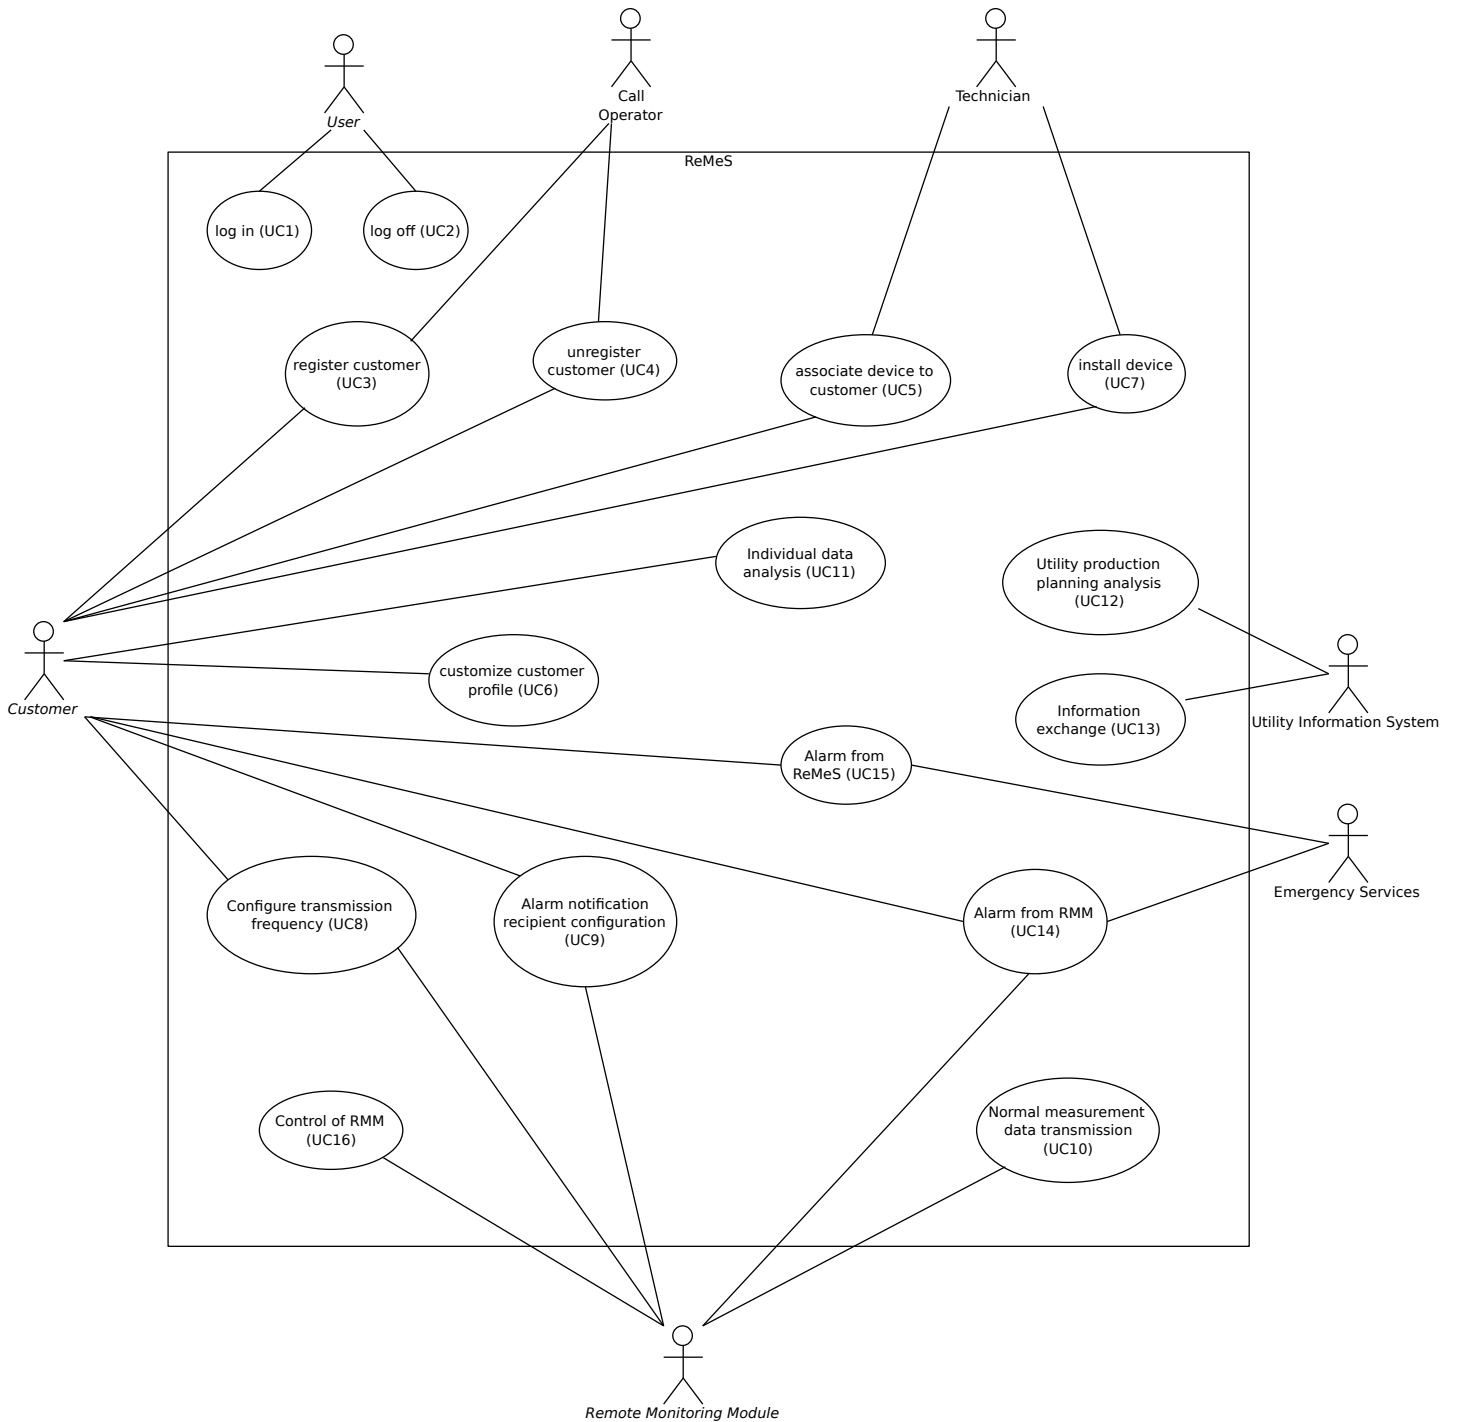 Call
Operator
Technician
User
ReMeS
log in (UC1)
log off (UC2)
register customer
(UC3)
unregister
customer (UC4)
associate device to
customer (UC5)
install device
(UC7)
Individual data
analysis (UC11)
Utility production
planning analysis
(UC12)
customize customer
profile (UC6)
Customer
Information
exchange (UC13)
Utility Information System
Alarm from
ReMeS (UC15)
Emergency Services
Configure transmission
frequency (UC8)
Alarm notification
recipient configuration
(UC9)
Alarm from RMM
(UC14)
Control of RMM
(UC16)
Normal measurement
data transmission
(UC10)
Remote Monitoring Module